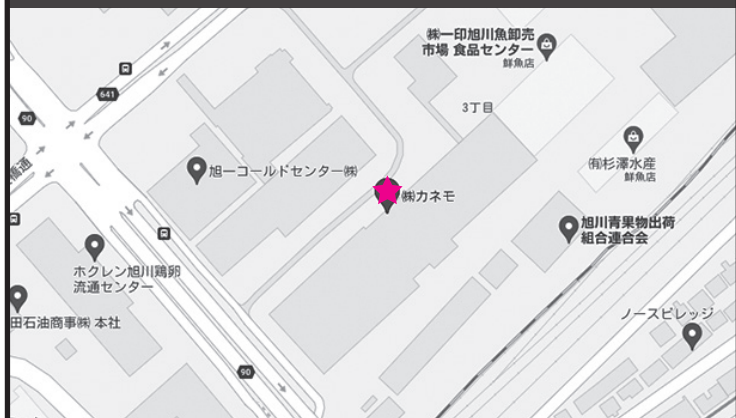 ㈱一印旭川魚卸売
市場 食品センター
鮮魚店
641
3丁目
90
旭一コールドセンター㈱
㈱カネモ
㈲杉澤水産
鮮魚店
旭川青果物出荷
組合連合会
ホクレン旭川鶏卵
流通センター
田石油商事㈱ 本社
ノースビレッジ
90